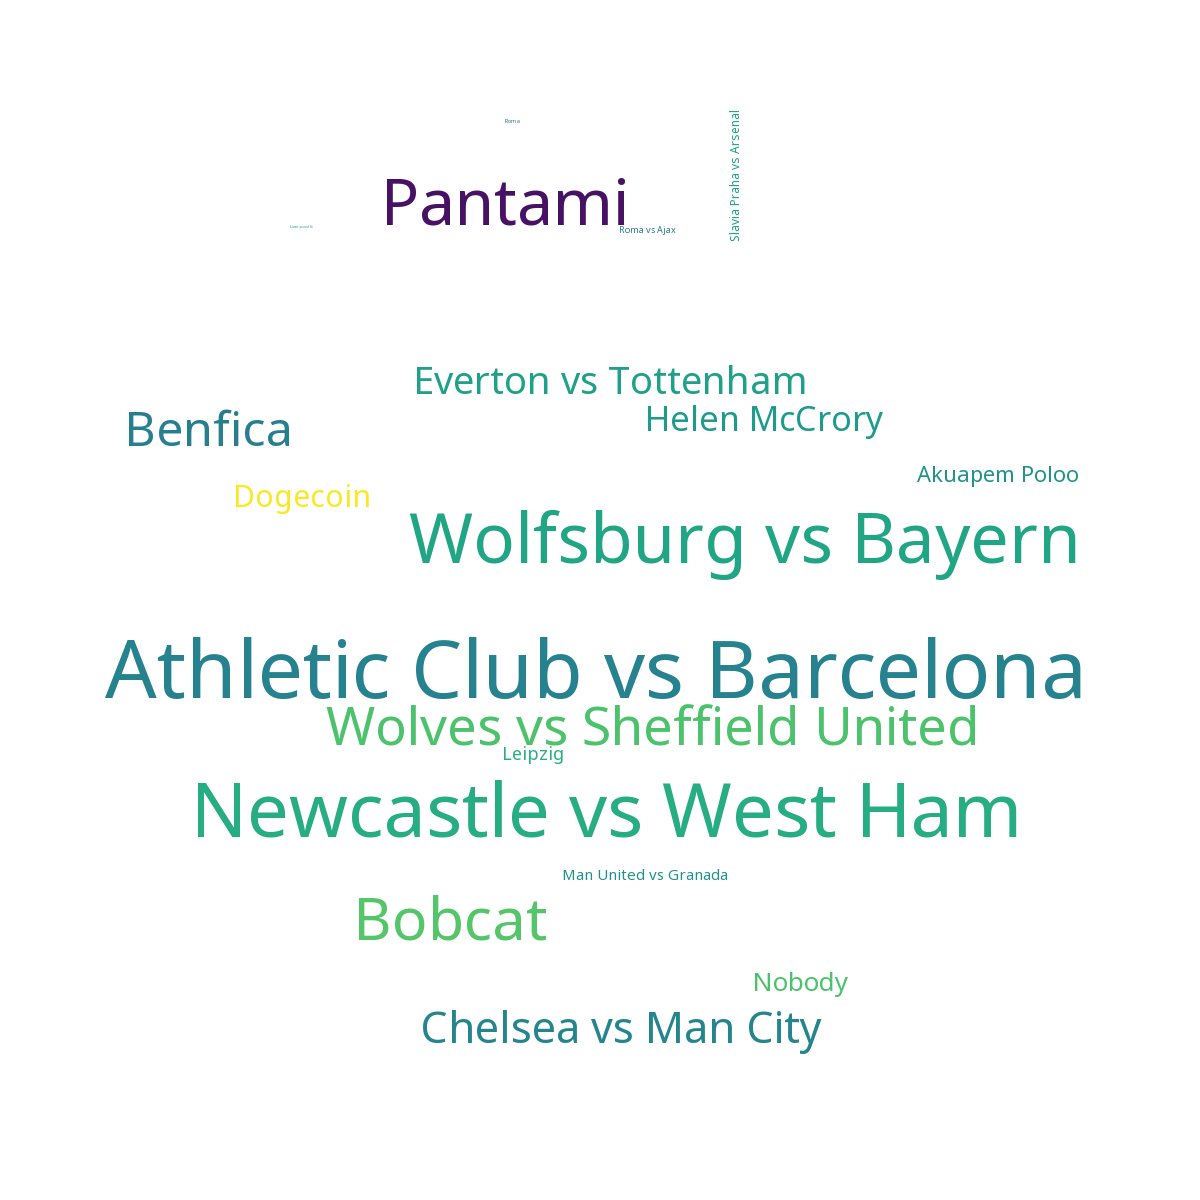 Roma
Slavia Praha vs Arsenal
Pantami
Roma vs Ajax
Everton vs Tottenham
Helen McCrory
Benfica
Akuapem Poloo
Dogecoin
Wolfsburg vs Bayern
Athletic Club vs Barcelona
Wolves vs Sheffield United
Leipzig
Newcastle vs West Ham
Man United vs Granada
Bobcat
Nobody
Chelsea vs Man City